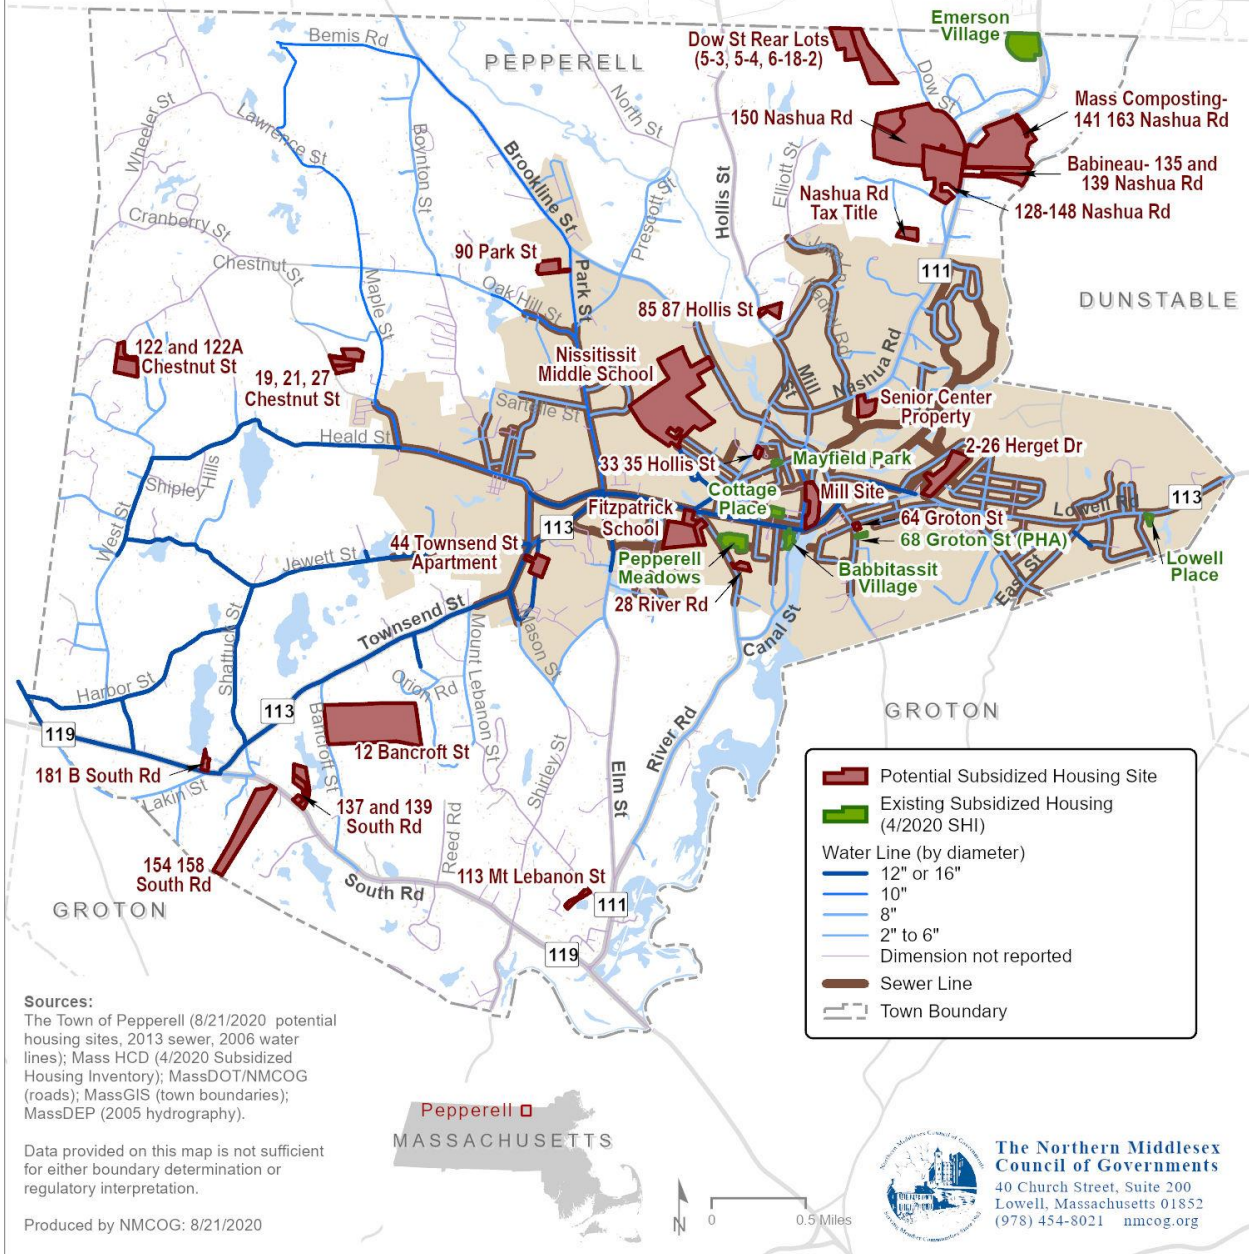 Emerson
Village
Bemis Rd
PEPPERELL
Dow St Rear Lots
(5-3, 5-4, 6-18-2)
Dow St
Mass Composting-
141 163 Nashua Rd
Wheeler St
Lawrence St
North St
150 Nashua Rd
Boynton St
Brookline St
Hollis St
Elliott St
Prescott St
Babineau- 135 and
139 Nashua Rd
Nashua Rd
Tax Title
128-148 Nashua Rd
Cranberry St
Chestnut St
90 Park St
Park St
Oak Hill St
Maple St
111
DUNSTABLE
85 87 Hollis St
122 and 122A
Chestnut St
19, 21, 27
Chestnut St
Nissitissit
Middle School
Mill St
Nashua Rd
Senior Center
Property
Sartelle St
Heald St
33 35 Hollis St
Mayfield Park
2-26 Herget Dr
Shipley
Hills
West St
Cottage
Place
Mill Site
Lowell Rd
113
Fitzpatrick
School
113
64 Groton St
68 Groton St (PHA)
Jewett St
44 Townsend St
Apartment
Pepperell
Meadows
Babbitassit
Village
Lowell
Place
East St
28 River Rd
Townsend St
Mason St
Canal St
Shattuck St
Mount Lebanon St
Harbor St
Orion Rd
113
Bancroft St
GROTON
119
12 Bancroft St
River Rd
Shirley St
Elm St
181 B South Rd
Lakin St
137 and 139
South Rd
Reed Rd
154 158
South Rd
South Rd
113 Mt Lebanon St
111
GROTON
119
Potential Subsidized Housing Site
Existing Subsidized Housing
(4/2020 SHI)
Water Line (by diameter)
12" or 16"
10"
8"
2" to 6"
Dimension not reported
Sewer Line
Town Boundary
Sources:
The Town of Pepperell (8/21/2020 potential
housing sites, 2013 sewer, 2006 water
lines); Mass HCD (4/2020 Subsidized
Housing Inventory); MassDOT/NMCOG
(roads); MassGIS (town boundaries);
MassDEP (2005 hydrography).
Data provided on this map is not sufficient
for either boundary determination or
regulatory interpretation.
Produced by NMCOG: 8/21/2020
Pepperell
MASSACHUSETTS
N
0
0.5 Miles
The Northern Middlesex
Council of Governments
40 Church Street, Suite 200
Lowell, Massachusetts 01852
(978) 454-8021 nmcog.org